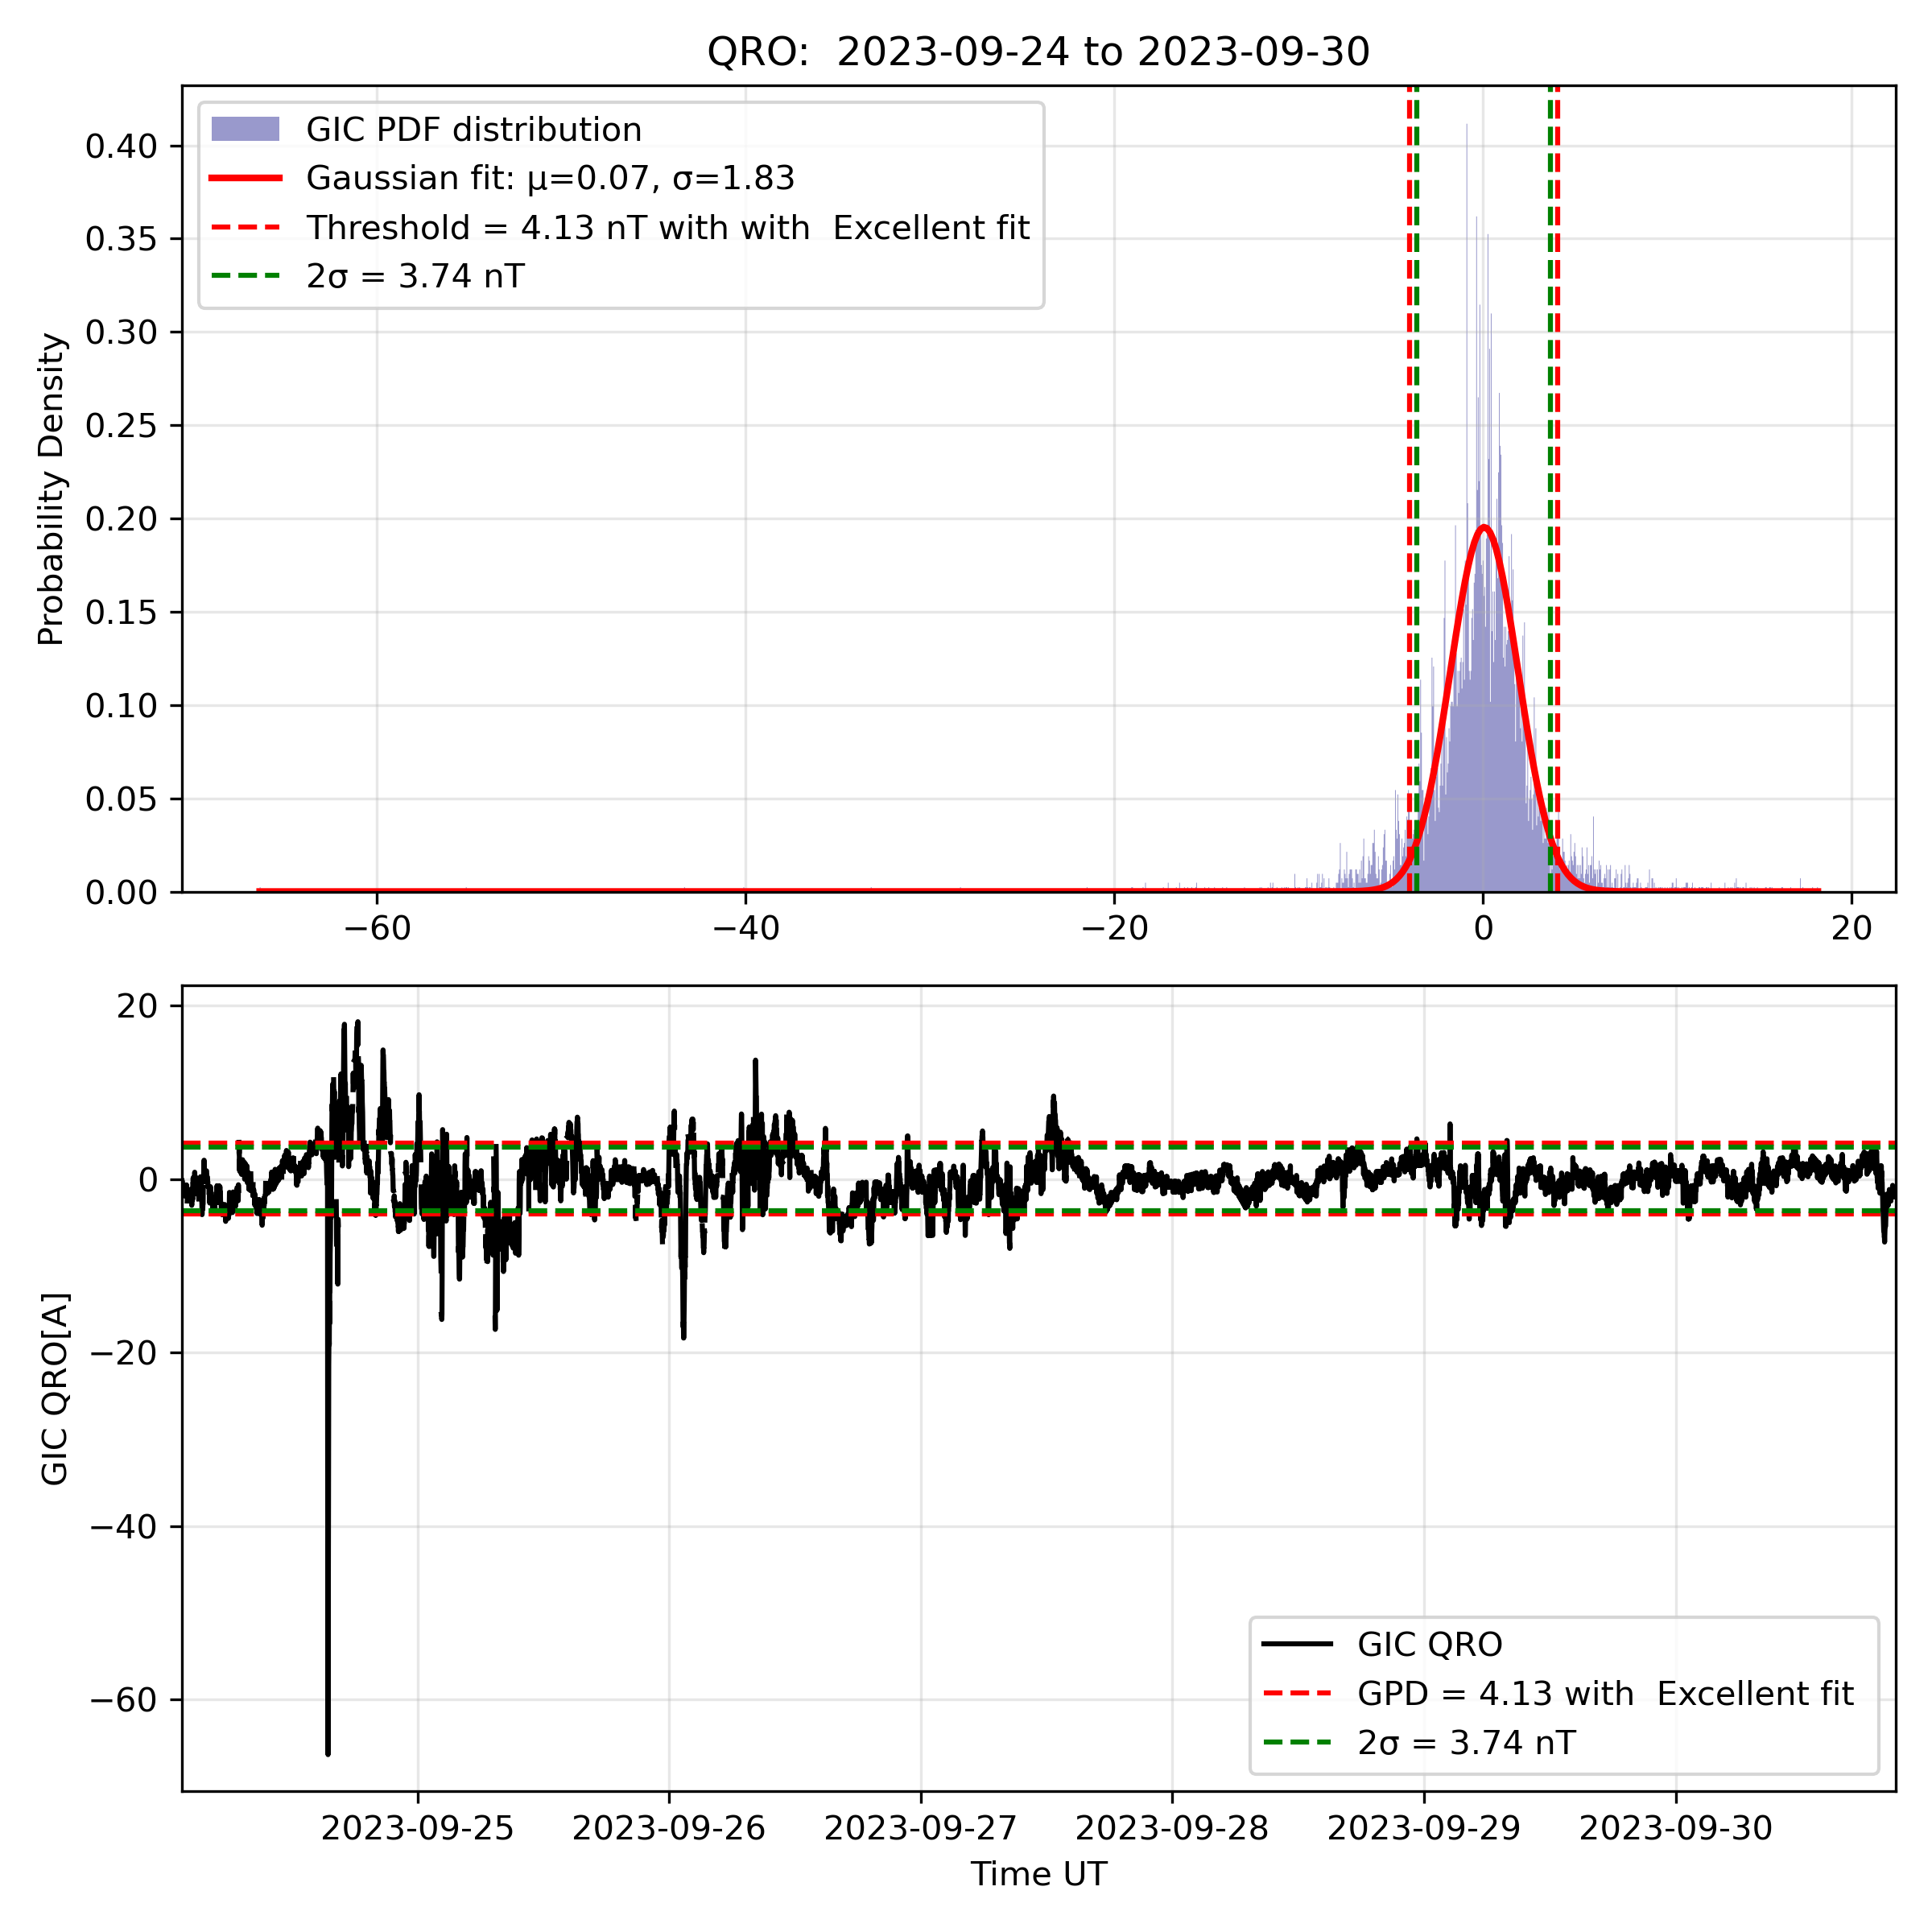 QRO:  2023-09-24 to 2023-09-30
GIC PDF distribution
Gaussian fit: μ=0.07, σ=1.83
Threshold = 4.13 nT with with  Excellent fit
2σ = 3.74 nT
Probability Density
0.40
0.35
0.30
0.25
0.20
0.15
0.10
0.05
0.00
−60
−40
−20
0
20
20
0
−20
−40
−60
GIC QRO[A]
GIC QRO
GPD = 4.13 with  Excellent fit
2σ = 3.74 nT
2023-09-25
2023-09-26
2023-09-27
2023-09-28
2023-09-29
2023-09-30
Time UT